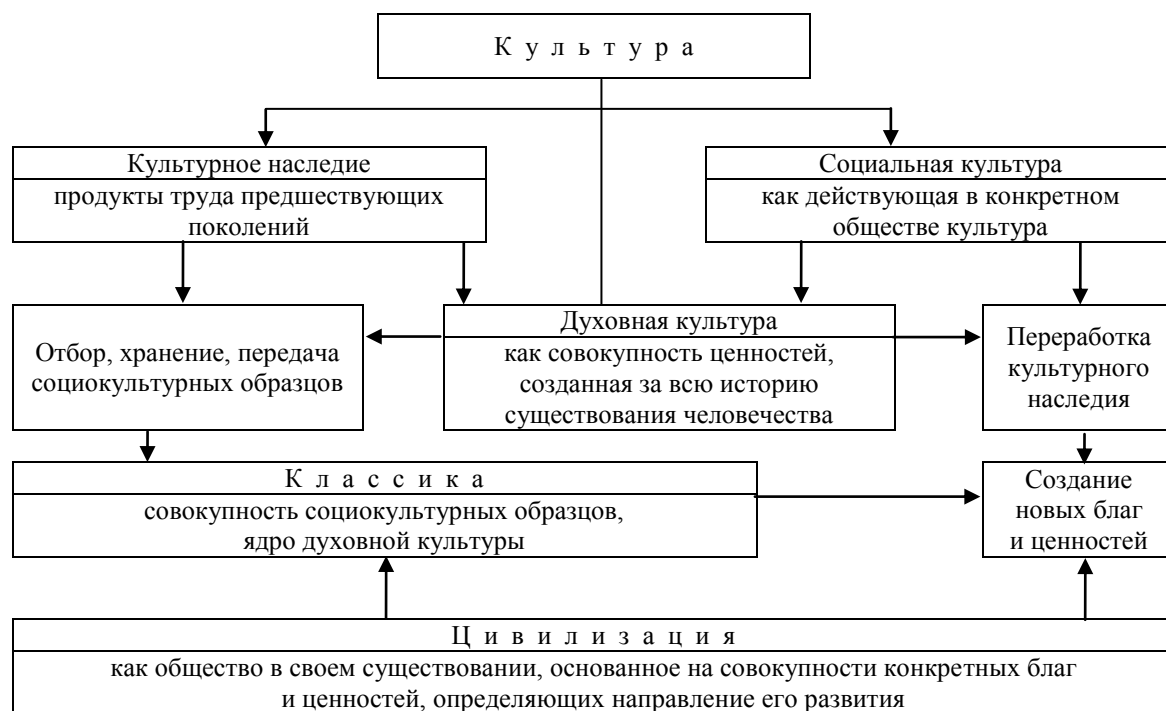 К у л ь т у р а
Культурное наследие
продукты труда предшествующих
поколений
Социальная культура
как действующая в конкретном
обществе культура
Отбор, хранение, передача
социокультурных образцов
Духовная культура
как совокупность ценностей,
созданная за всю историю
существования человечества
Переработка
культурного
наследия
К л а с с и к а
совокупность социокультурных образцов,
ядро духовной культуры
Создание
новых благ
и ценностей
Ц и в и л и з а ц и я
как общество в своем существовании, основанное на совокупности конкретных благ
и ценностей, определяющих направление его развития